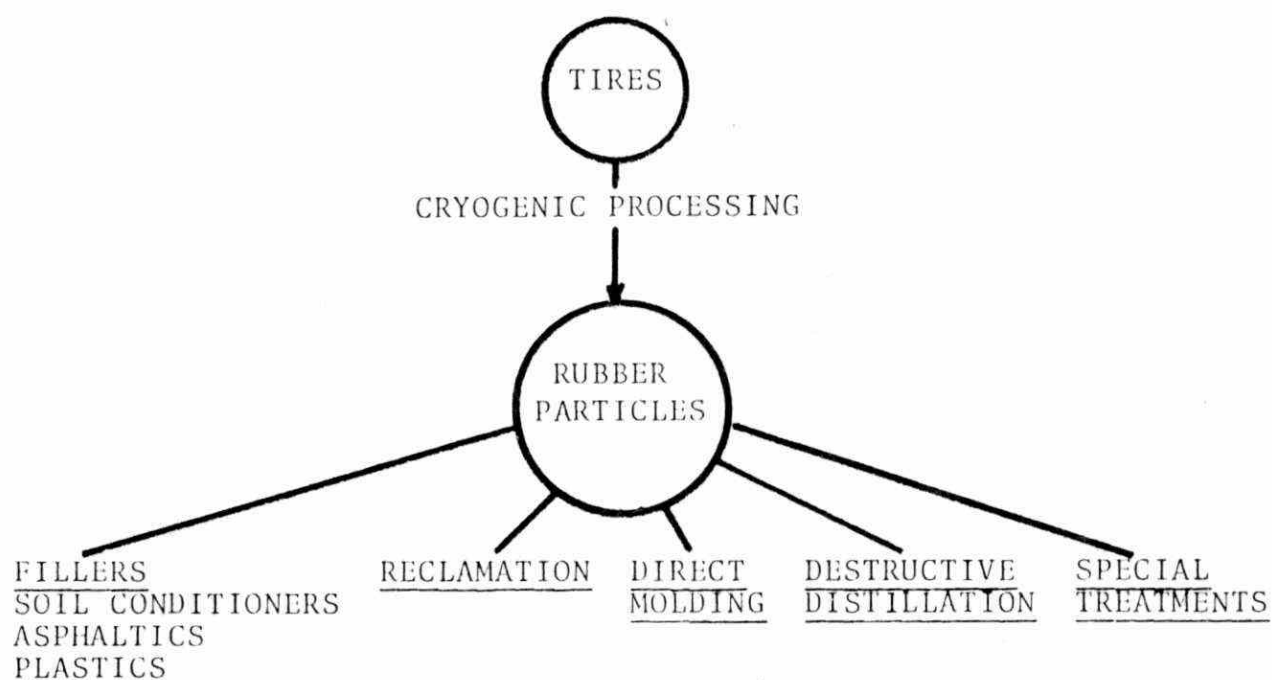 TIRES
CRYOGENIC PROCESSING
RUBBER
PARTICLES
FILLERS
SOIL CONDITIONERS
ASPHALTICS
PLASTICS
RECLAMATION
DIRECT
MOLDING
DESTRUCTIVE
DISTILLATION
SPECIAL
TREATMENTS